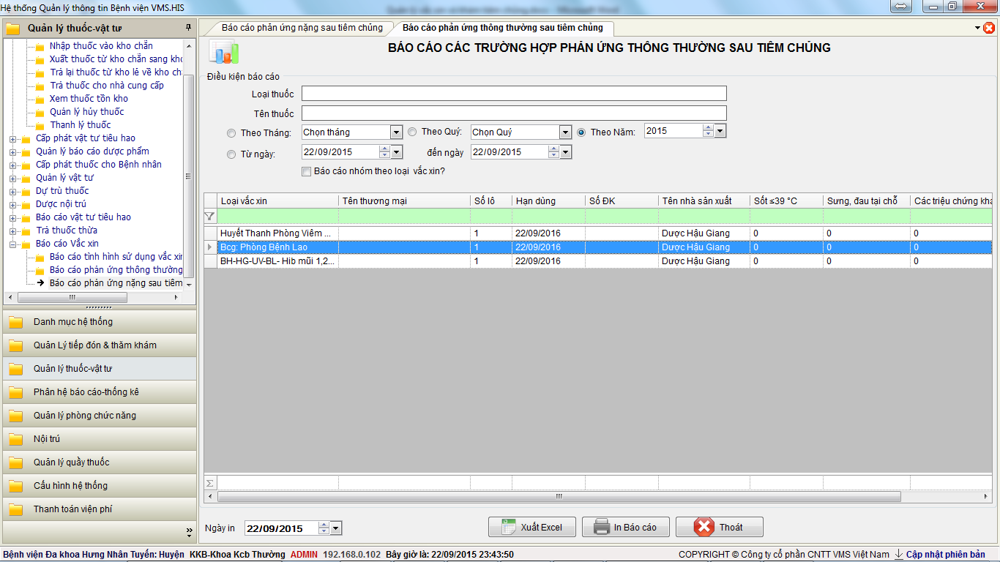 Hệ thống Quản lý thông tin Bệnh viện VMS.HIS
Quản lý thuốc-vật tư
Nhập thuốc vào kho chẵn
Xuất thuốc từ kho chẵn sang kho
Trả lại thuốc từ kho lẻ về kho ch
Trả thuốc cho nhà cung cấp
Xem thuốc tồn kho
Quản lý hủy thuốc
Thanh lý thuốc
Cấp phát vật tư tiêu hao
Quản lý báo cáo dược phẩm
Cấp phát thuốc cho Bệnh nhân
Quản lý vật tư
Dự trù thuốc
Dược nội trú
Báo cáo vật tư tiêu hao
Trả thuốc thừa
Báo cáo Vắc xin
Báo cáo tình hình sử dụng vắc xin
Báo cáo phản ứng thông thường
Báo cáo phản ứng nặng sau tiêm
Danh mục hệ thống
Quản Lý tiếp đón & thăm khám
Quản lý thuốc-vật tư
Phân hệ báo cáo-thống kê
Quản lý phòng chức năng
Nội trú
Quản lý quầy thuốc
Cấu hình hệ thống
Thanh toán viện phí
Báo cáo phản ứng nặng sau tiêm chủng Báo cáo phản ứng thông thường sau tiêm chủng
BÁO CÁO CÁC TRƯỜNG HỢP PHẢN ỨNG THÔNG THƯỜNG SAU TIÊM CHỦNG
Điều kiện báo cáo
Loại thuốc
Tên thuốc
Theo Tháng: Chọn tháng Theo Quý: Chọn Quý Theo Năm: 2015
Từ ngày: 22/09/2015 đến ngày 22/09/2015
Báo cáo nhóm theo loại vắc xin?
Loại vắc xin Tên thương mại Số lô Hạn dùng Số ĐK Tên nhà sản xuất Sốt ≤39 °C Sưng, đau tại chỗ Các triệu chứng khá
Huyết Thanh Phòng Viêm ... 1 22/09/2016 Dược Hậu Giang 0 0 0
Bcg: Phòng Bệnh Lao 1 22/09/2016 Dược Hậu Giang 0 0 0
BH-HG-UV-BL- Hib mũi 1,2... 1 22/09/2016 Dược Hậu Giang 0 0 0
Ngày in 22/09/2015 Xuất Excel In Báo cáo Thoát
Bệnh viện Đa khoa Hưng Nhân Tuyến: Huyện KKB-Khoa Kcb Thường ADMIN 192.168.0.102 Bây giờ là: 22/09/2015 23:43:50 COPYRIGHT © Công ty cổ phần CNTT VMS Việt Nam Cập nhật phiên bản